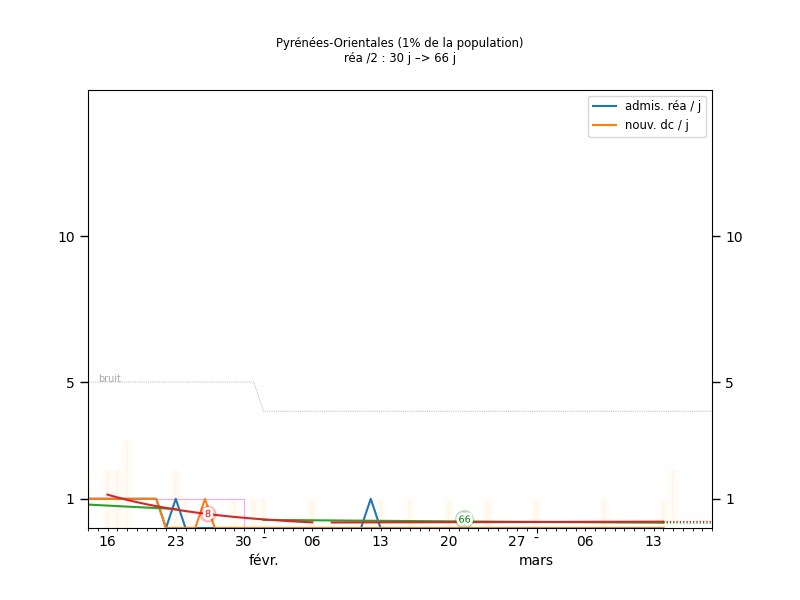 Pyrénées-Orientales (1% de la population)
réa /2 : 30 j –> 66 j
admis. réa / j
nouv. dc / j
10 10
bruit
5 5
1 1
8
66
16 23 30 - 06 13 20 27 - 06 13
févr. mars